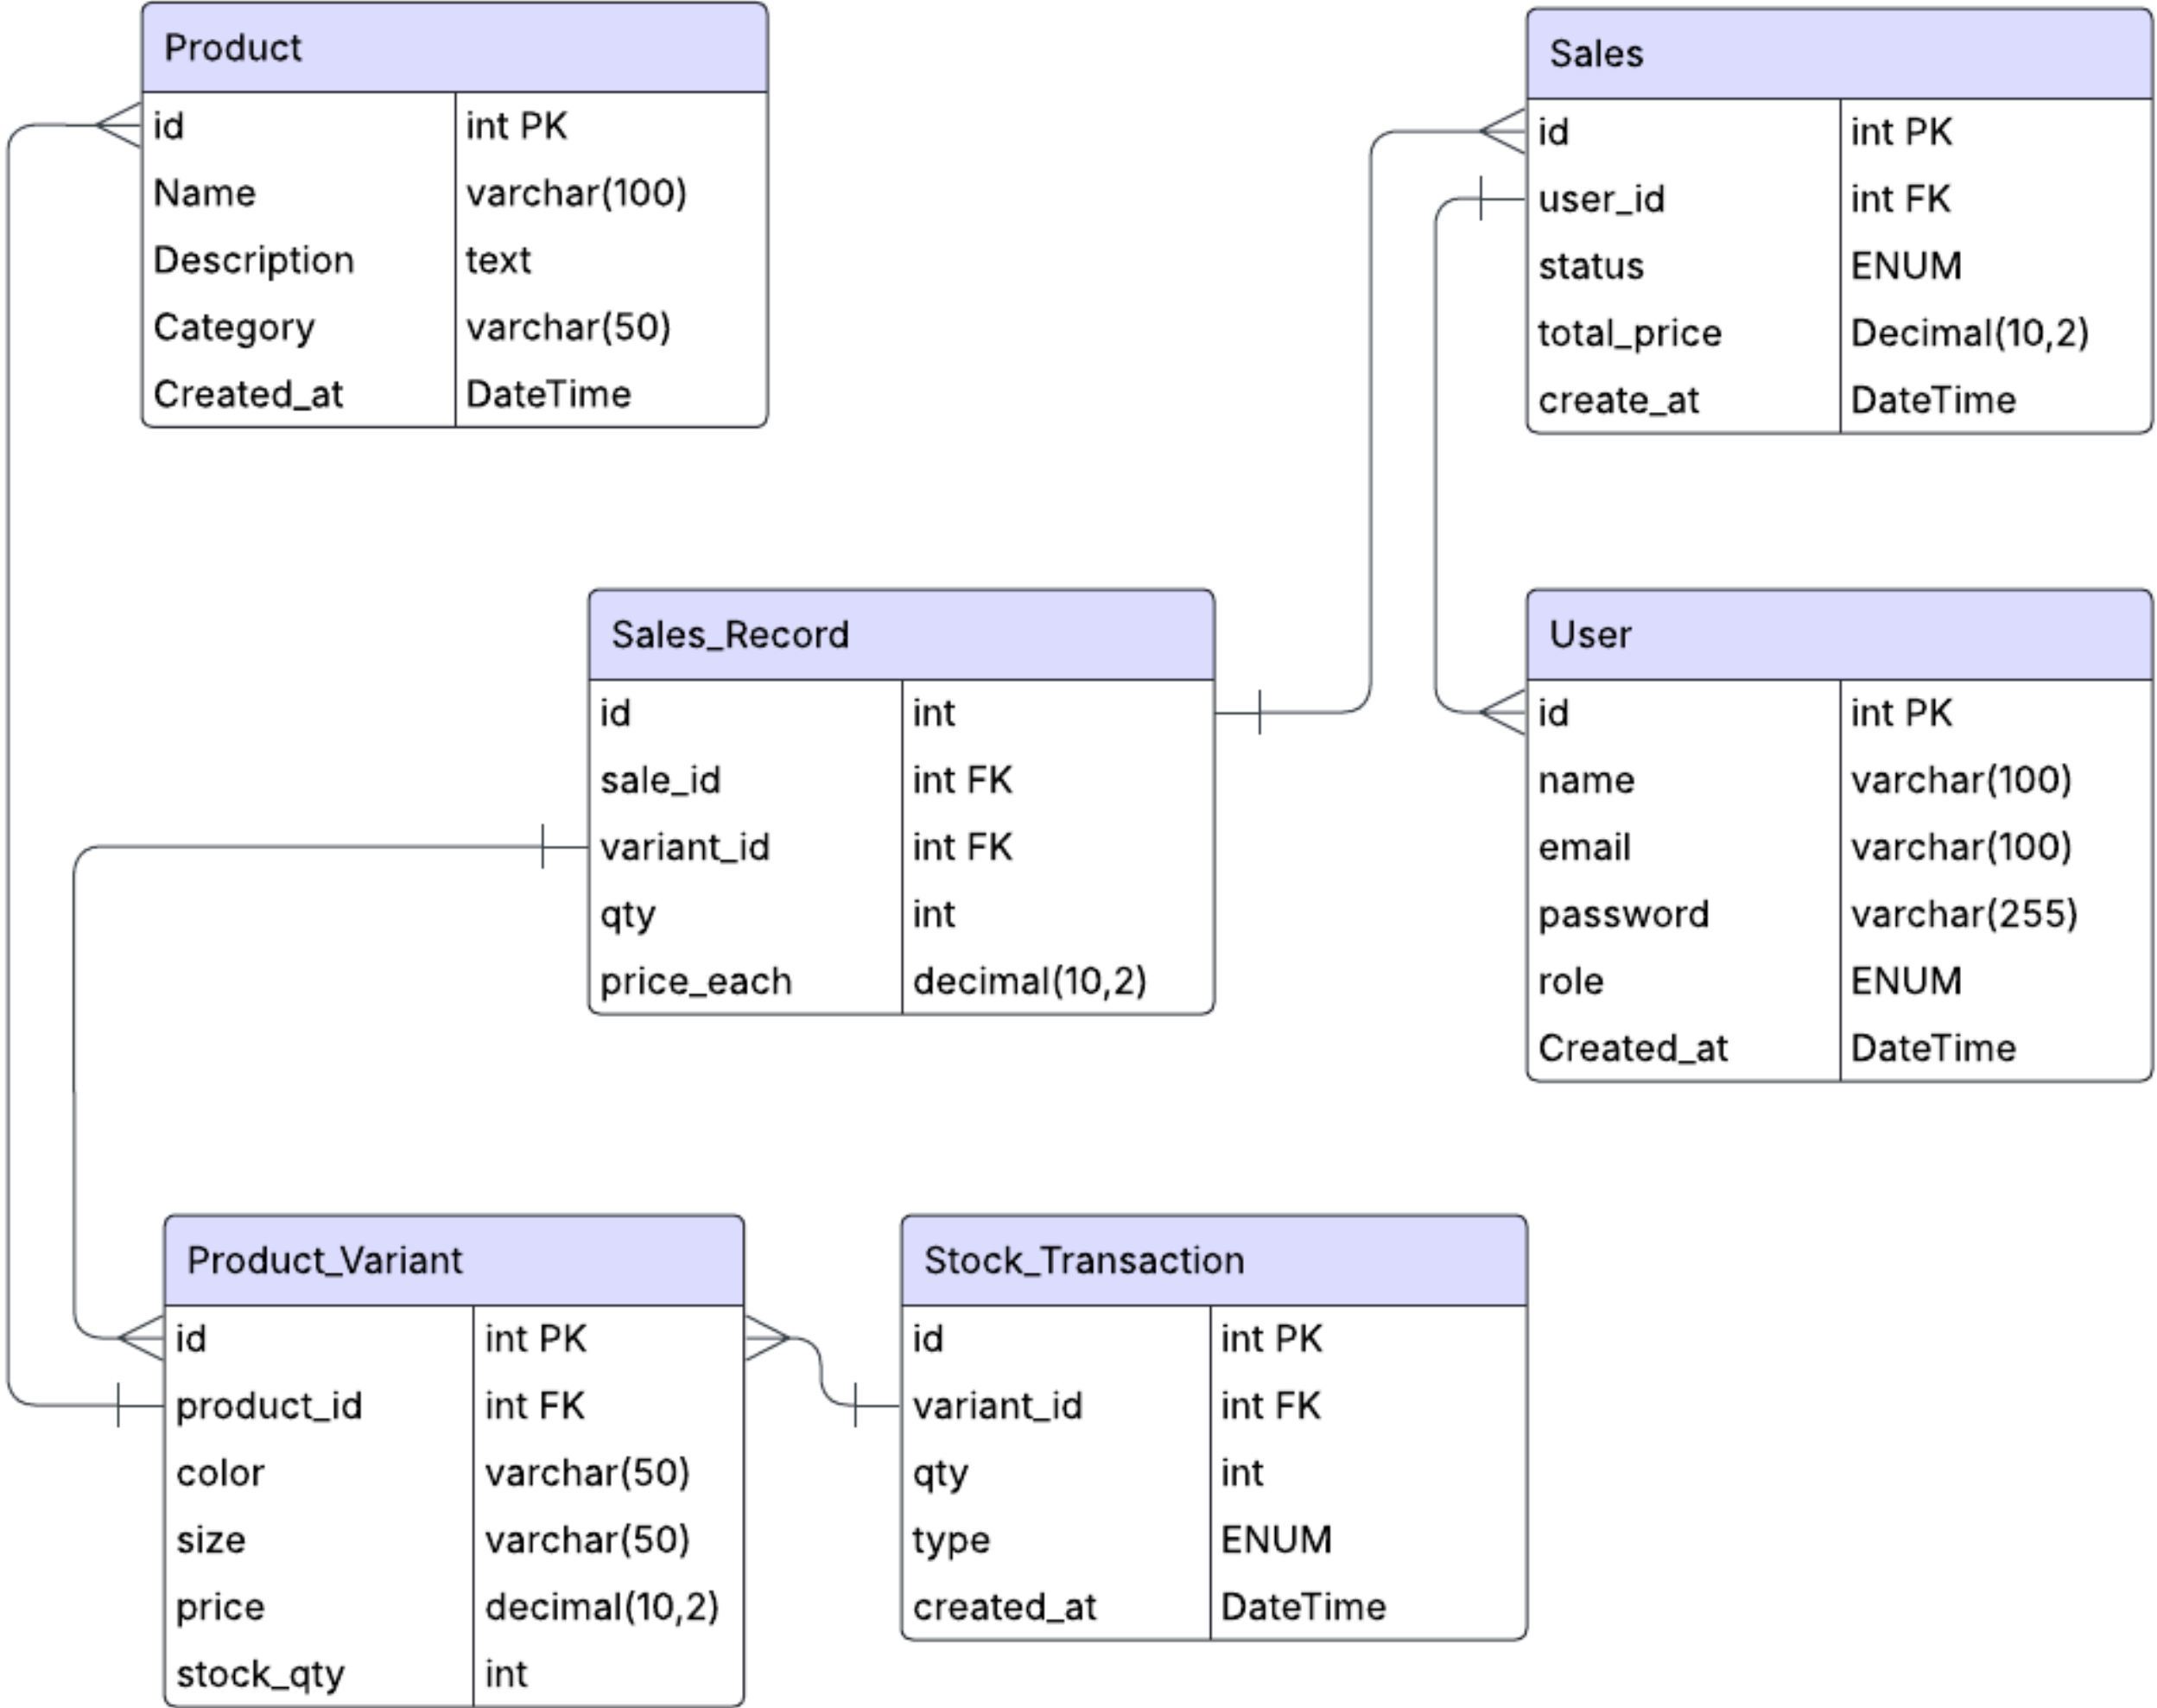 Product
id int PK
Name varchar(100)
Description text
Category varchar(50)
Created_at DateTime
Sales
id int PK
user_id int FK
status ENUM
total_price Decimal(10,2)
create_at DateTime
Sales_Record
id int
sale_id int FK
variant_id int FK
qty int
price_each decimal(10,2)
User
id int PK
name varchar(100)
email varchar(100)
password varchar(255)
role ENUM
Created_at DateTime
Product_Variant
id int PK
product_id int FK
color varchar(50)
size varchar(50)
price decimal(10,2)
stock_qty int
Stock_Transaction
id int PK
variant_id int FK
qty int
type ENUM
created_at DateTime